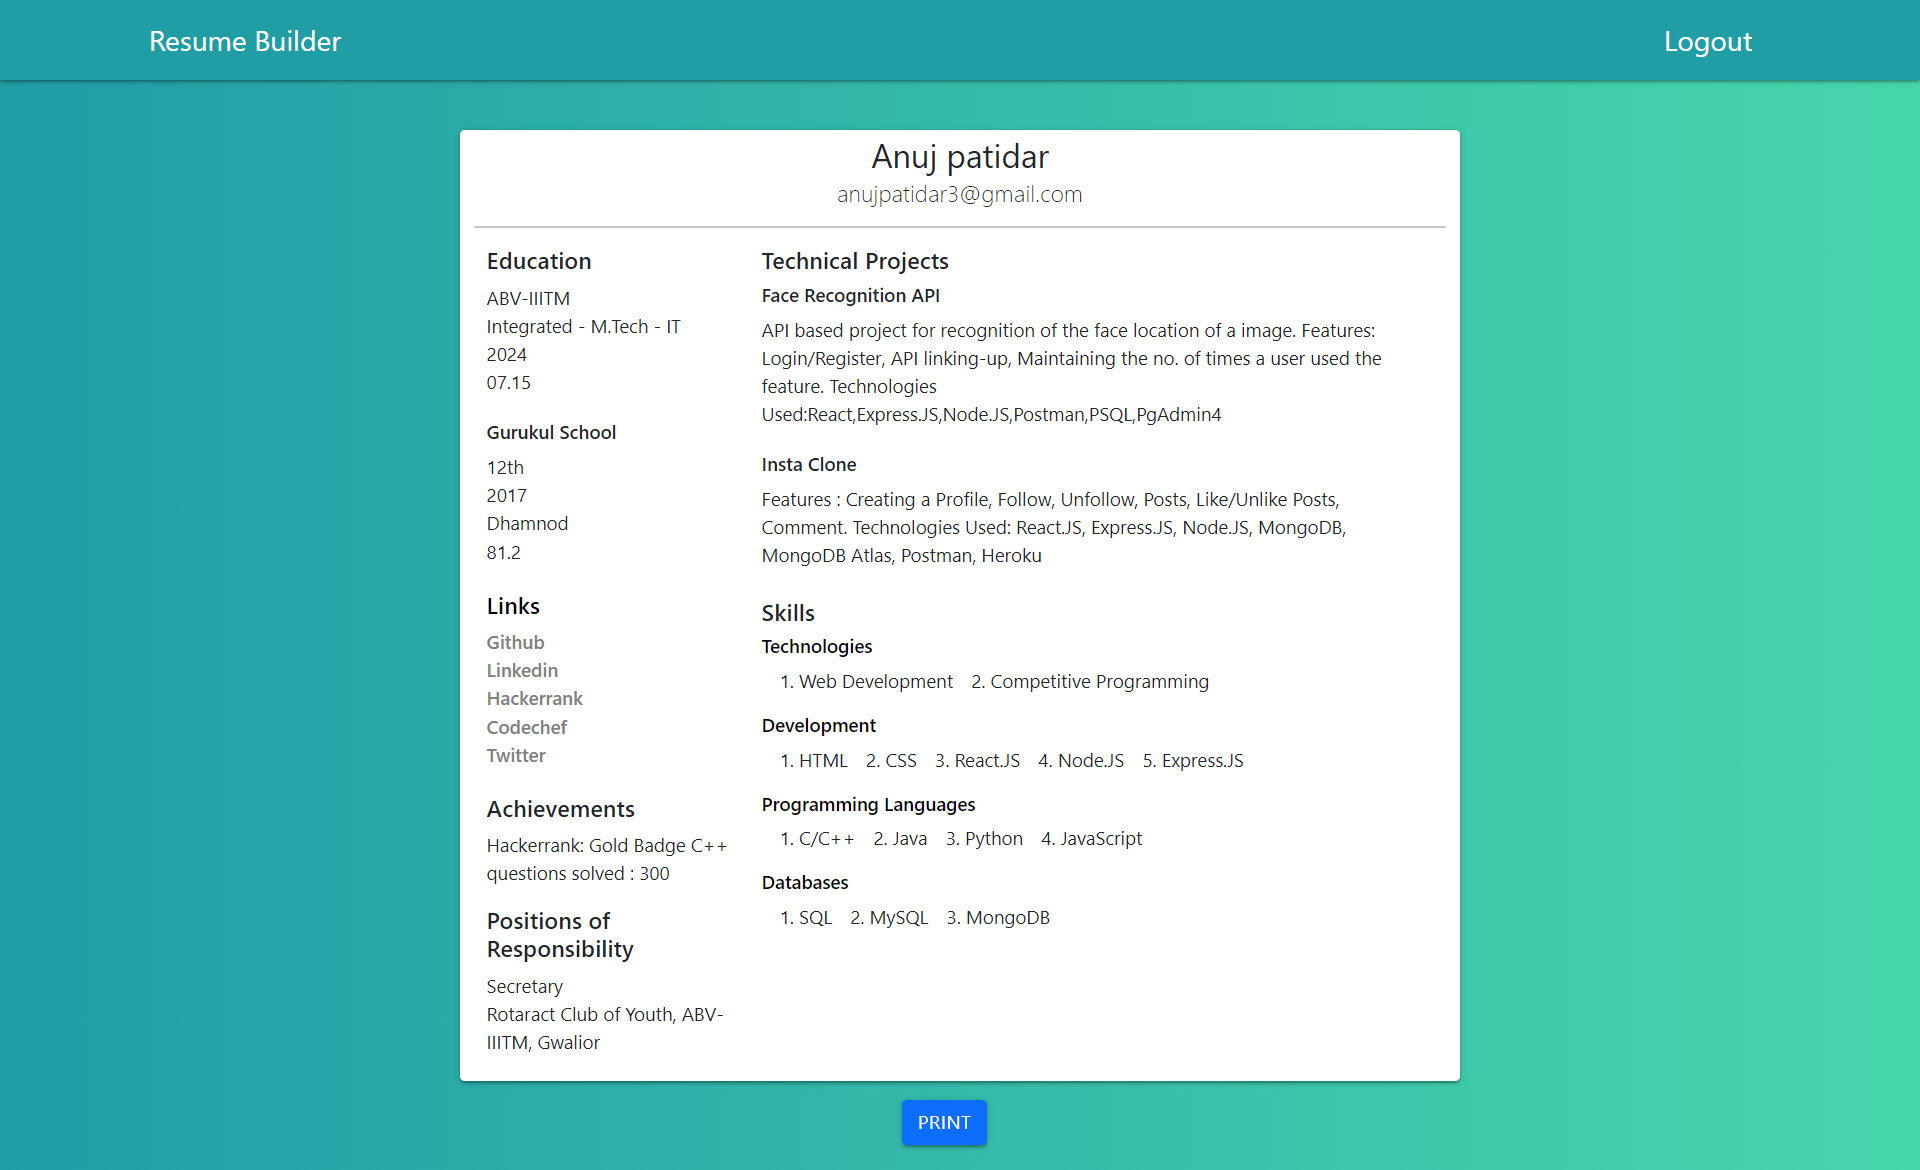 Resume Builder
Logout
Anuj patidar
anujpatidar3@gmail.com
Education
ABV-IIITM
Integrated - M.Tech - IT
2024
07.15
Gurukul School
12th
2017
Dhamnod
81.2
Links
Github
Linkedin
Hackerrank
Codechef
Twitter
Achievements
Hackerrank: Gold Badge C++
questions solved : 300
Positions of
Responsibility
Secretary
Rotaract Club of Youth, ABV-
IIITM, Gwalior
Technical Projects
Face Recognition API
API based project for recognition of the face location of a image. Features:
Login/Register, API linking-up, Maintaining the no. of times a user used the
feature. Technologies
Used:React,Express.JS,Node.JS,Postman,PSQL,PgAdmin4
Insta Clone
Features : Creating a Profile, Follow, Unfollow, Posts, Like/Unlike Posts,
Comment. Technologies Used: React.JS, Express.JS, Node.JS, MongoDB,
MongoDB Atlas, Postman, Heroku
Skills
Technologies
1. Web Development 2. Competitive Programming
Development
1. HTML 2. CSS 3. React.JS 4. Node.JS 5. Express.JS
Programming Languages
1. C/C++ 2. Java 3. Python 4. JavaScript
Databases
1. SQL 2. MySQL 3. MongoDB
PRINT